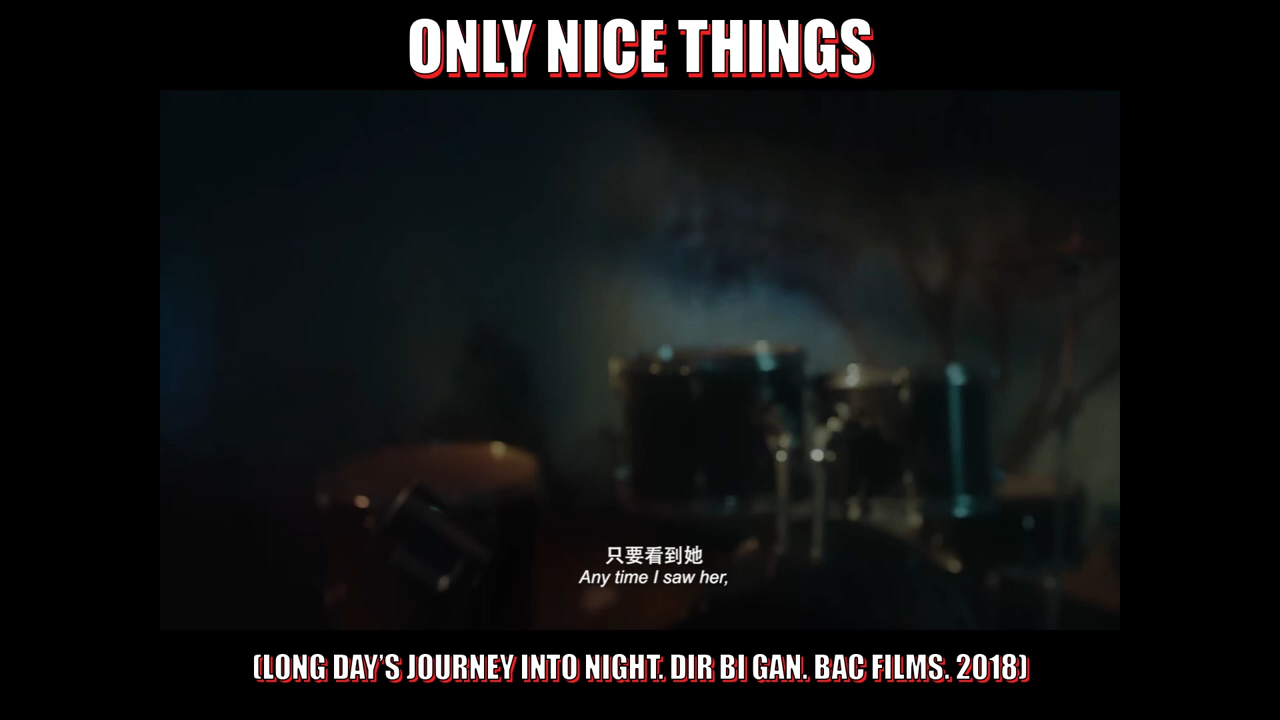 ONLY NICE THINGS
只要看到她
Any time I saw her,
(LONG DAY'S JOURNEY INTO NIGHT. DIR BI GAN. BAC FILMS. 2018)